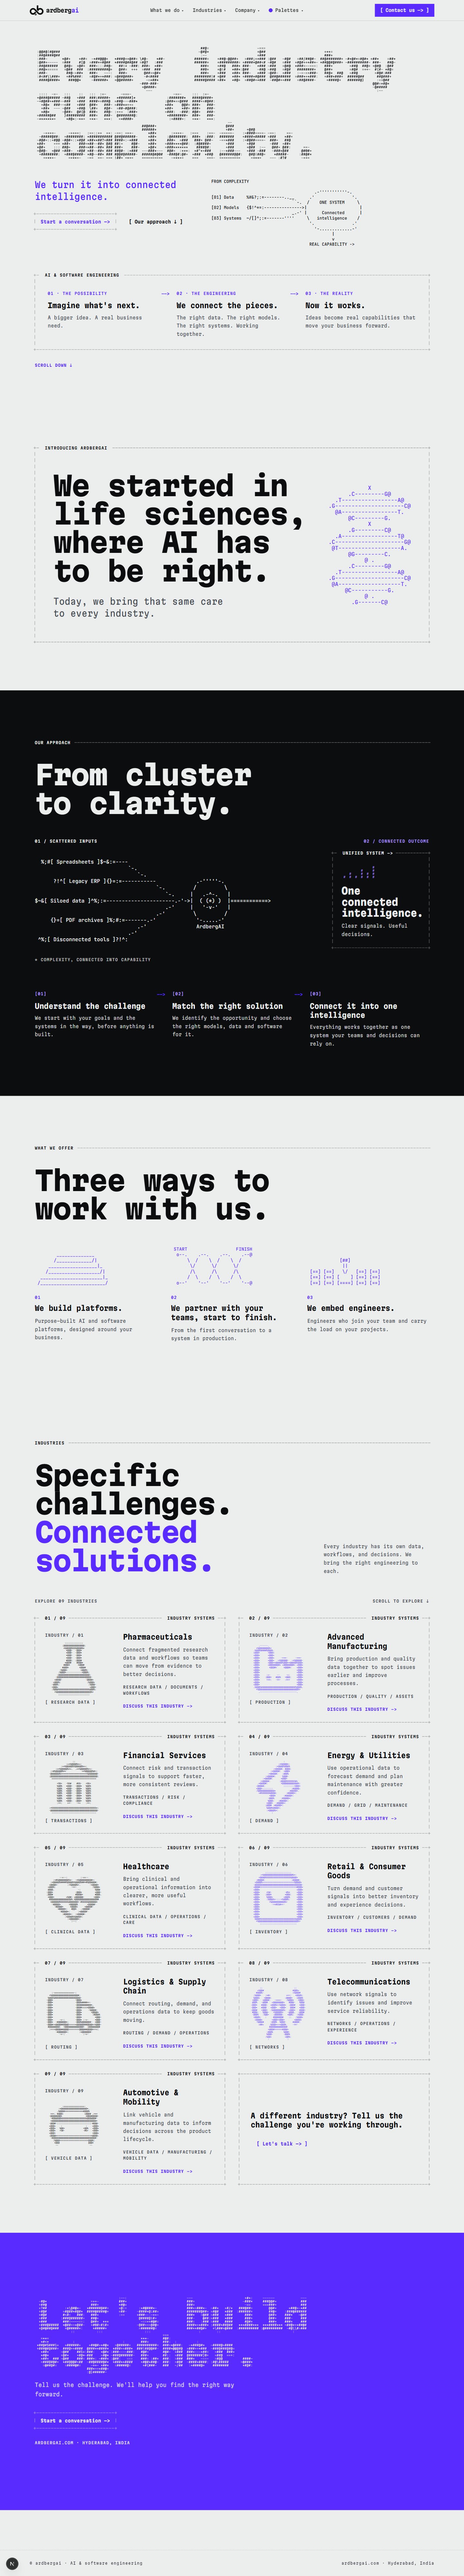 ardbergai
What we do
Industries
Company
Palettes
[ Contact us —> ]
We turn it into connected
intelligence.
Start a conversation —>
[ Our approach ↓ ]
FROM COMPLEXITY
[01] Data
[02] Models
[03] Systems
ONE SYSTEM
Connected
intelligence
REAL CAPABILITY —>
AI & SOFTWARE ENGINEERING
01 · THE POSSIBILITY
Imagine what's next.
A bigger idea. A real business
need.
02 · THE ENGINEERING
We connect the pieces.
The right data. The right models.
The right systems. Working
together.
03 · THE REALITY
Now it works.
Ideas become real capabilities that
move your business forward.
SCROLL DOWN ↓
INTRODUCING ARDBERGAI
We started in
life sciences,
where AI has
to be right.
Today, we bring that same care
to every industry.
OUR APPROACH
From cluster
to clarity.
01 / SCATTERED INPUTS
02 / CONNECTED OUTCOME
[ Spreadsheets ]
[ Legacy ERP ]
[ Siloed data ]
[ PDF archives ]
[ Disconnected tools ]
ArdbergAI
UNIFIED SYSTEM —>
One
connected
intelligence.
Clear signals. Useful
decisions.
COMPLEXITY, CONNECTED INTO CAPABILITY
[01]
Understand the challenge
We start with your goals and the
systems in the way, before anything is
built.
[02]
Match the right solution
We identify the opportunity and choose
the right models, data and software
for it.
[03]
Connect it into one
intelligence
Everything works together as one
system your teams and decisions can
rely on.
WHAT WE OFFER
Three ways to
work with us.
01
We build platforms.
Purpose-built AI and software
platforms, designed around your
business.
START
FINISH
02
We partner with your
teams, start to finish.
From the first conversation to a
system in production.
03
We embed engineers.
Engineers who join your team and carry
the load on your projects.
INDUSTRIES
Specific
challenges.
Connected
solutions.
Every industry has its own data,
workflows, and decisions. We
bring the right engineering to
each.
EXPLORE 09 INDUSTRIES
SCROLL TO EXPLORE ↓
01 / 09
INDUSTRY SYSTEMS
INDUSTRY / 01
[ RESEARCH DATA ]
Pharmaceuticals
Connect fragmented research
data and workflows so teams
can move from evidence to
better decisions.
RESEARCH DATA / DOCUMENTS /
WORKFLOWS
DISCUSS THIS INDUSTRY —>
02 / 09
INDUSTRY SYSTEMS
INDUSTRY / 02
[ PRODUCTION ]
Advanced
Manufacturing
Bring production and quality
data together to spot issues
earlier and improve
processes.
PRODUCTION / QUALITY / ASSETS
DISCUSS THIS INDUSTRY —>
03 / 09
INDUSTRY SYSTEMS
INDUSTRY / 03
[ TRANSACTIONS ]
Financial Services
Connect risk and transaction
signals to support faster,
more consistent reviews.
TRANSACTIONS / RISK /
COMPLIANCE
DISCUSS THIS INDUSTRY —>
04 / 09
INDUSTRY SYSTEMS
INDUSTRY / 04
[ DEMAND ]
Energy & Utilities
Use operational data to
forecast demand and plan
maintenance with greater
confidence.
DEMAND / GRID / MAINTENANCE
DISCUSS THIS INDUSTRY —>
05 / 09
INDUSTRY SYSTEMS
INDUSTRY / 05
[ CLINICAL DATA ]
Healthcare
Bring clinical and
operational information into
clearer, more useful
workflows.
CLINICAL DATA / OPERATIONS /
CARE
DISCUSS THIS INDUSTRY —>
06 / 09
INDUSTRY SYSTEMS
INDUSTRY / 06
[ INVENTORY ]
Retail & Consumer
Goods
Turn demand and customer
signals into better inventory
and experience decisions.
INVENTORY / CUSTOMERS / DEMAND
DISCUSS THIS INDUSTRY —>
07 / 09
INDUSTRY SYSTEMS
INDUSTRY / 07
[ ROUTING ]
Logistics & Supply
Chain
Connect routing, demand, and
operations data to keep goods
moving.
ROUTING / DEMAND / OPERATIONS
DISCUSS THIS INDUSTRY —>
08 / 09
INDUSTRY SYSTEMS
INDUSTRY / 08
[ NETWORKS ]
Telecommunications
Use network signals to
identify issues and improve
service reliability.
NETWORKS / OPERATIONS /
EXPERIENCE
DISCUSS THIS INDUSTRY —>
09 / 09
INDUSTRY SYSTEMS
INDUSTRY / 09
[ VEHICLE DATA ]
Automotive &
Mobility
Link vehicle and
manufacturing data to inform
decisions across the product
lifecycle.
VEHICLE DATA / MANUFACTURING /
MOBILITY
DISCUSS THIS INDUSTRY —>
A different industry? Tell us the
challenge you're working through.
[ Let's talk —> ]
Let's build
Tell us the challenge. We'll help you find the right way
forward.
Start a conversation —>
ARDBERGAI.COM · HYDERABAD, INDIA
N
© ardbergai · AI & software engineering
ardbergai.com · Hyderabad, India